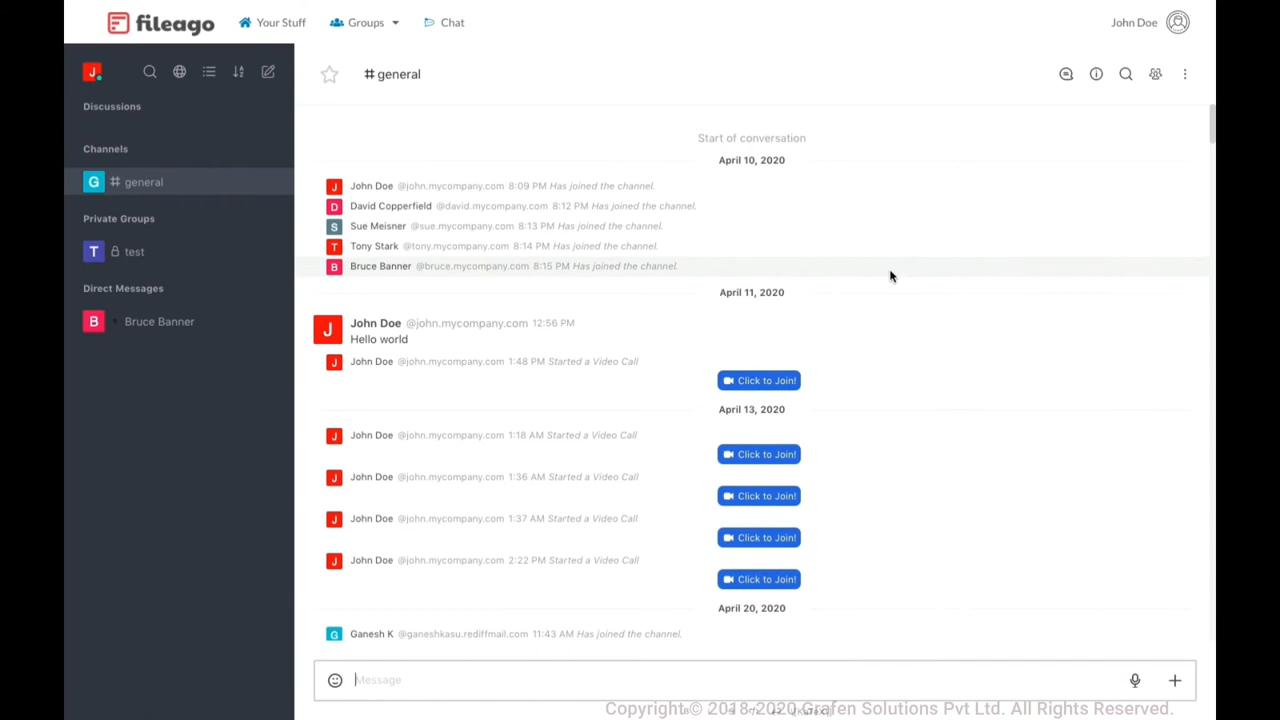 fileago
Your Stuff
Groups
Chat
John Doe
J
Discussions
Channels
G # general
Private Groups
T test
Direct Messages
B Bruce Banner
# general
Start of conversation
April 10, 2020
J John Doe @john.mycompany.com 8:09 PM Has joined the channel.
D David Copperfield @david.mycompany.com 8:12 PM Has joined the channel.
S Sue Meisner @sue.mycompany.com 8:13 PM Has joined the channel.
T Tony Stark @tony.mycompany.com 8:14 PM Has joined the channel.
B Bruce Banner @bruce.mycompany.com 8:15 PM Has joined the channel.
April 11, 2020
J John Doe @john.mycompany.com 12:56 PM
Hello world
J John Doe @john.mycompany.com 1:48 PM Started a Video Call
Click to Join!
April 13, 2020
J John Doe @john.mycompany.com 1:18 AM Started a Video Call
Click to Join!
J John Doe @john.mycompany.com 1:36 AM Started a Video Call
Click to Join!
J John Doe @john.mycompany.com 1:37 AM Started a Video Call
Click to Join!
J John Doe @john.mycompany.com 2:22 PM Started a Video Call
Click to Join!
April 20, 2020
G Ganesh K @ganeshkasu.rediffmail.com 11:43 AM Has joined the channel.
Message
Copyright © 2018-2020 Grafen Solutions Pvt Ltd. All Rights Reserved.